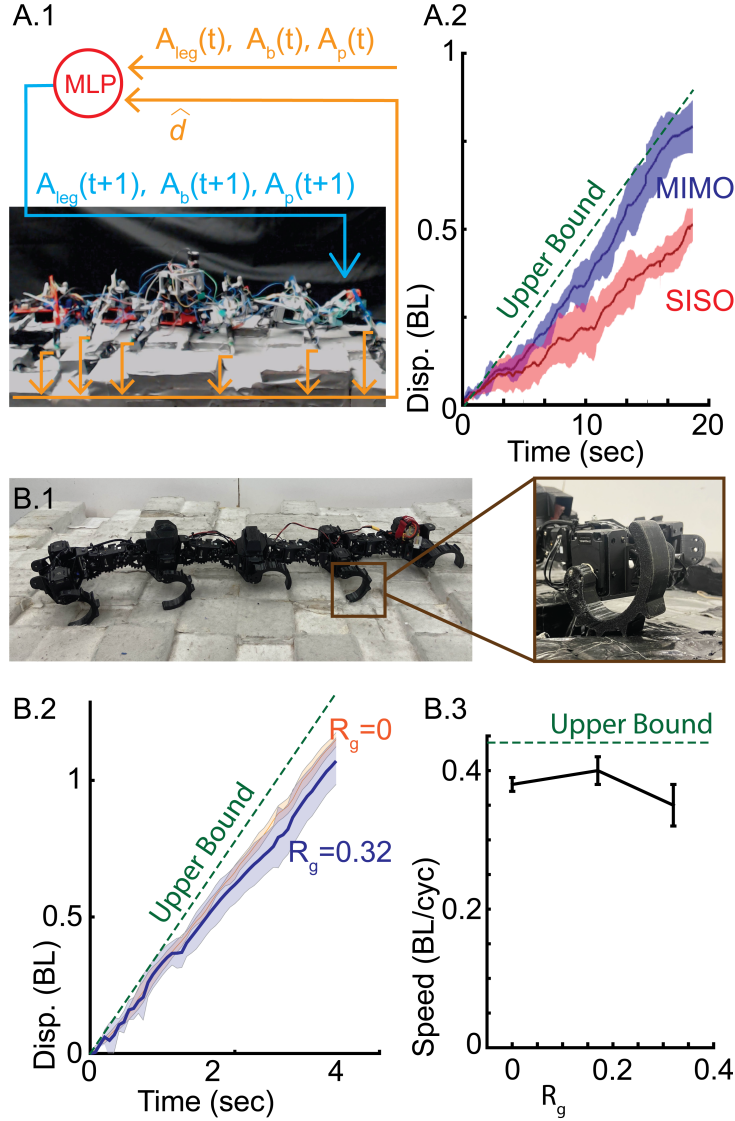 A.1
A_leg(t), A_b(t), A_p(t)
MLP
\hat{d}
A_leg(t+1), A_b(t+1), A_p(t+1)
A.2
1
0.5
0
Disp. (BL)
Upper Bound
MIMO
SISO
0
10
20
Time (sec)
B.1
B.2
1
0.5
0
Disp. (BL)
Upper Bound
R_g=0
R_g=0.32
0
2
4
Time (sec)
B.3
Upper Bound
0.4
0.2
0
Speed (BL/cyc)
0
0.2
0.4
R_g